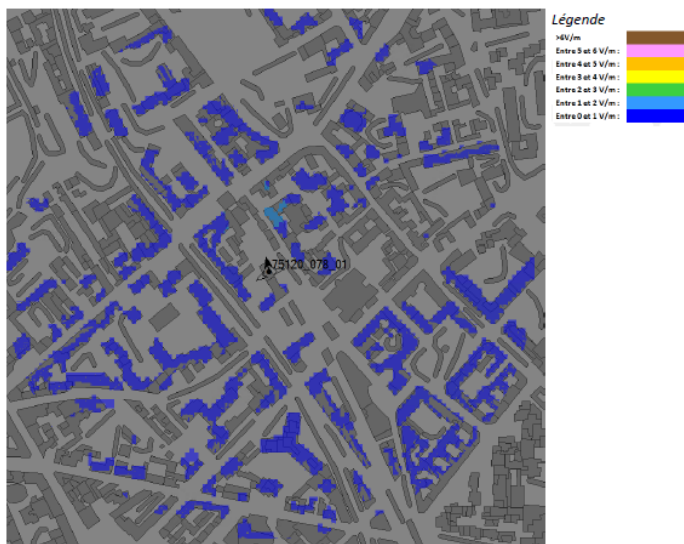 Légende
>6V/m
Entre 5 et 6 V/m :
Entre 4 et 5 V/m :
Entre 3 et 4 V/m :
Entre 2 et 3 V/m :
Entre 1 et 2 V/m :
Entre 0 et 1 V/m :
75120_078_01